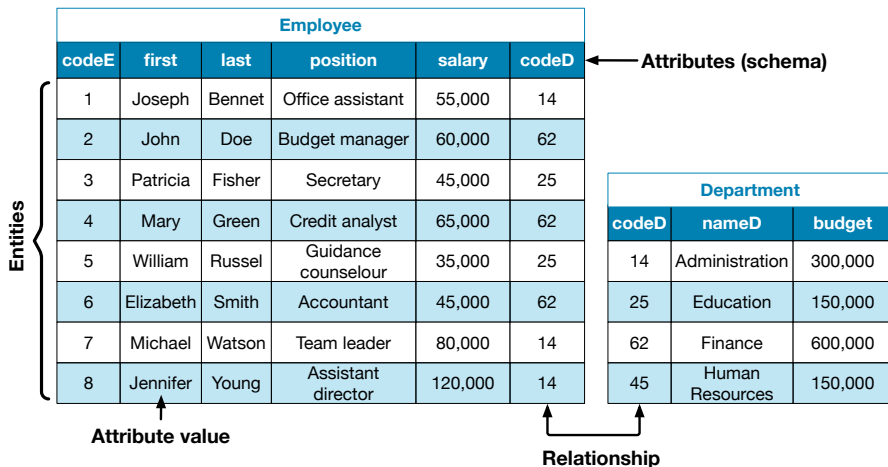 Employee
codeE first last position salary codeD
Attributes (schema)
1 Joseph Bennet Office assistant 55,000 14
2 John Doe Budget manager 60,000 62
3 Patricia Fisher Secretary 45,000 25
4 Mary Green Credit analyst 65,000 62
5 William Russel Guidance counselour 35,000 25
6 Elizabeth Smith Accountant 45,000 62
7 Michael Watson Team leader 80,000 14
8 Jennifer Young Assistant director 120,000 14
Entities
Attribute value
Department
codeD nameD budget
14 Administration 300,000
25 Education 150,000
62 Finance 600,000
45 Human Resources 150,000
Relationship